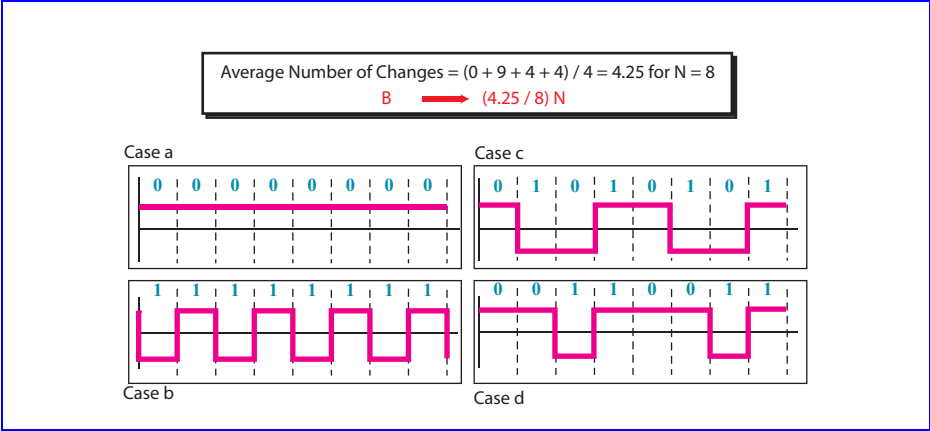 Average Number of Changes = (0 + 9 + 4 + 4) / 4 = 4.25 for N = 8
B (4.25 / 8) N
Case a
0 0 0 0 0 0 0 0
Case c
0 1 0 1 0 1 0 1
1 1 1 1 1 1 1 1
Case b
0 0 1 1 0 0 1 1
Case d